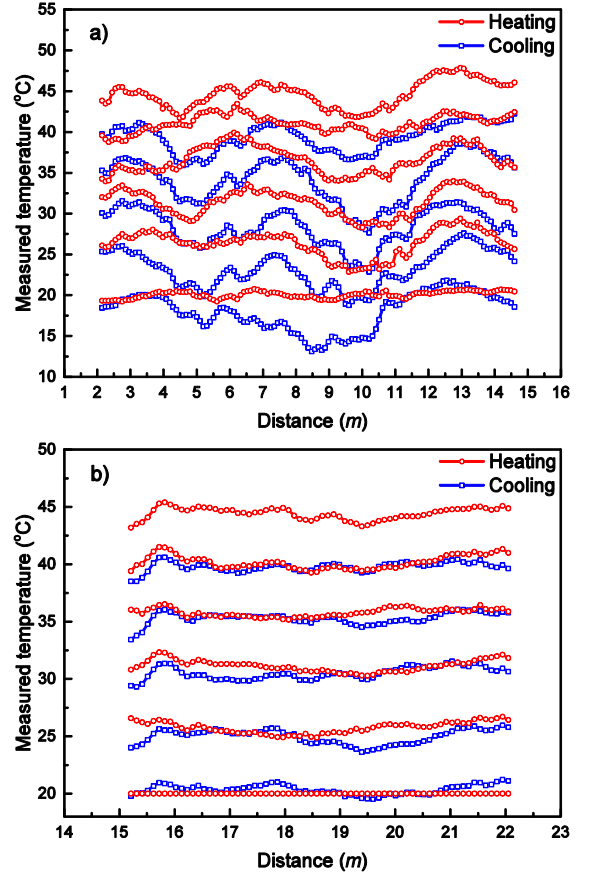 a)
Heating
Cooling
55
50
45
40
35
30
25
20
15
10
Measured temperature (°C)
1 2 3 4 5 6 7 8 9 10 11 12 13 14 15 16
Distance (m)
b)
Heating
Cooling
50
45
40
35
30
25
20
Measured temperature (°C)
14 15 16 17 18 19 20 21 22 23
Distance (m)